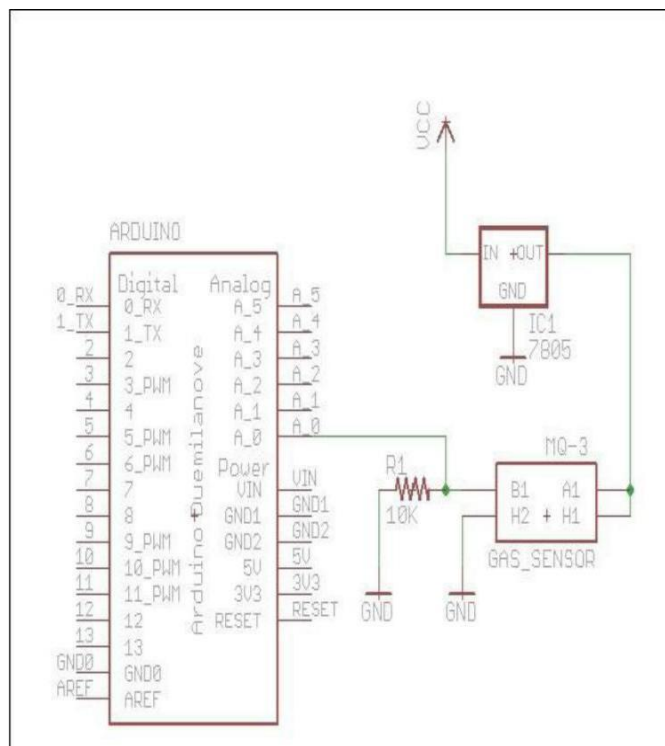 VCC
ARDUINO
IN +OUT
GND
IC1
7805
GND
Digital Analog
0_RX 0_RX A_5 A_5
1_TX 1_TX A_4 A_4
2 2 A_3 A_3
3 3_PWM A_2 A_2
4 4 A_1 A_1
5 5_PWM A_0 A_0
6 6_PWM Power
7 7 VIN VIN
8 8 GND1 GND1
9 9_PWM GND2 GND2
10 10_PWM 5V 5V
11 11_PWM 3V3 3V3
12 12 RESET RESET
13 13
GND0 GND0
AREF AREF
Arduino Duemilanove
R1
10K
GND
GND
MQ-3
B1 A1
H2 + H1
GAS_SENSOR